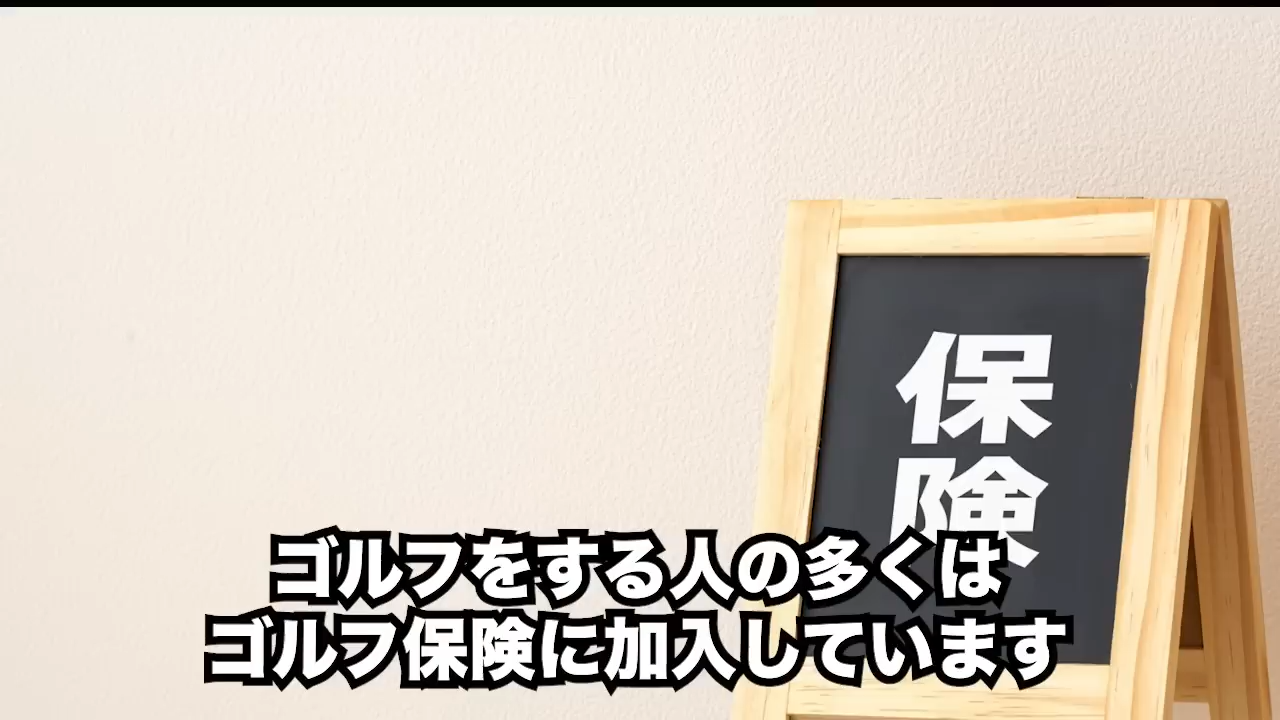 保険
ゴルフをする人の多くは
ゴルフ保険に加入しています